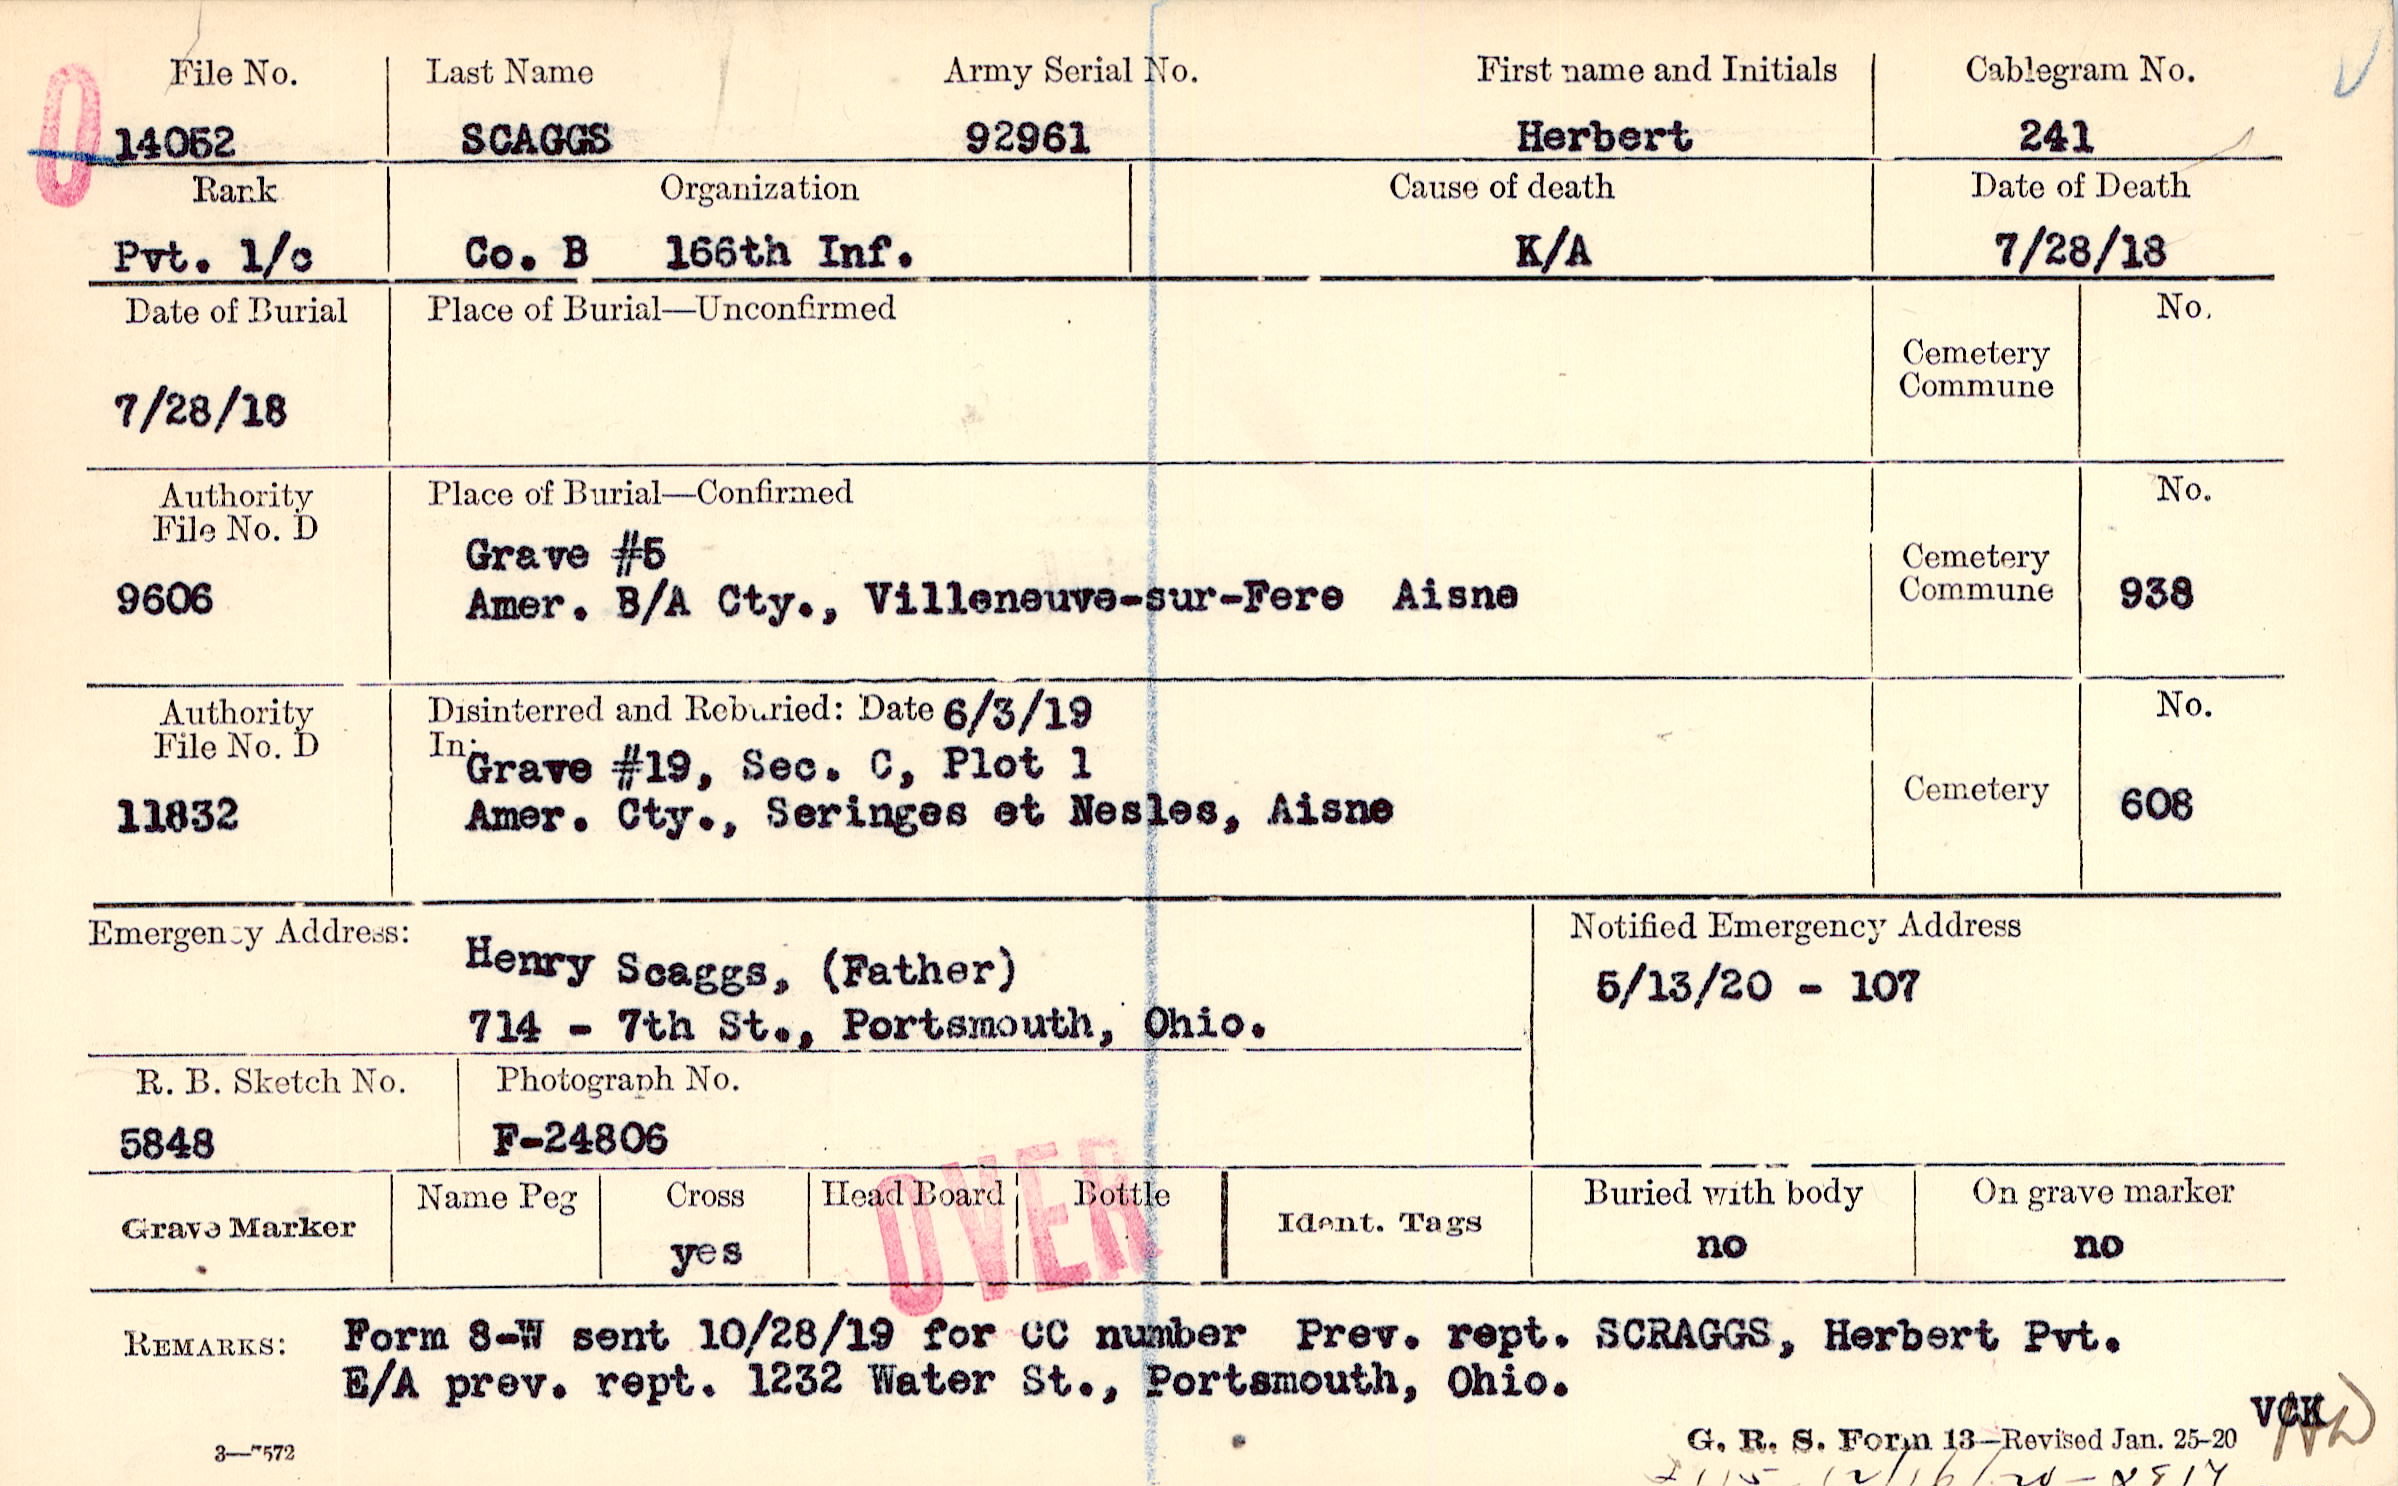 File No. Last Name Army Serial No. First name and Initials Cablegram No.
14052 SCAGGS 92961 Herbert 241
Rank Organization Cause of death Date of Death
Pvt. 1/c Co. B 166th Inf. K/A 7/28/18
Date of Burial Place of Burial—Unconfirmed No.
Cemetery
Commune
7/28/18
Authority Place of Burial—Confirmed No.
File No. D
Grave #5
Cemetery
9606 Amer. B/A Cty., Villeneuve-sur-Fere Aisne Commune 938
Authority Disinterred and Reburied: Date 6/3/19 No.
File No. D In:
Grave #19, Sec. C, Plot 1
Cemetery
11832 Amer. Cty., Seringes et Nesles, Aisne 608
Emergency Address: Notified Emergency Address
Henry Scaggs, (Father) 5/13/20 - 107
714 - 7th St., Portsmouth, Ohio.
R. B. Sketch No. Photograph No.
5848 F-24806
OVER
Name Peg Cross Head Board Bottle Buried with body On grave marker
Grave Marker Ident. Tags
yes no no
REMARKS: Form 8-W sent 10/28/19 for CC number Prev. rept. SCRAGGS, Herbert Pvt.
E/A prev. rept. 1232 Water St., Portsmouth, Ohio.
VCK
3—7572 G. R. S. Form 13—Revised Jan. 25-20